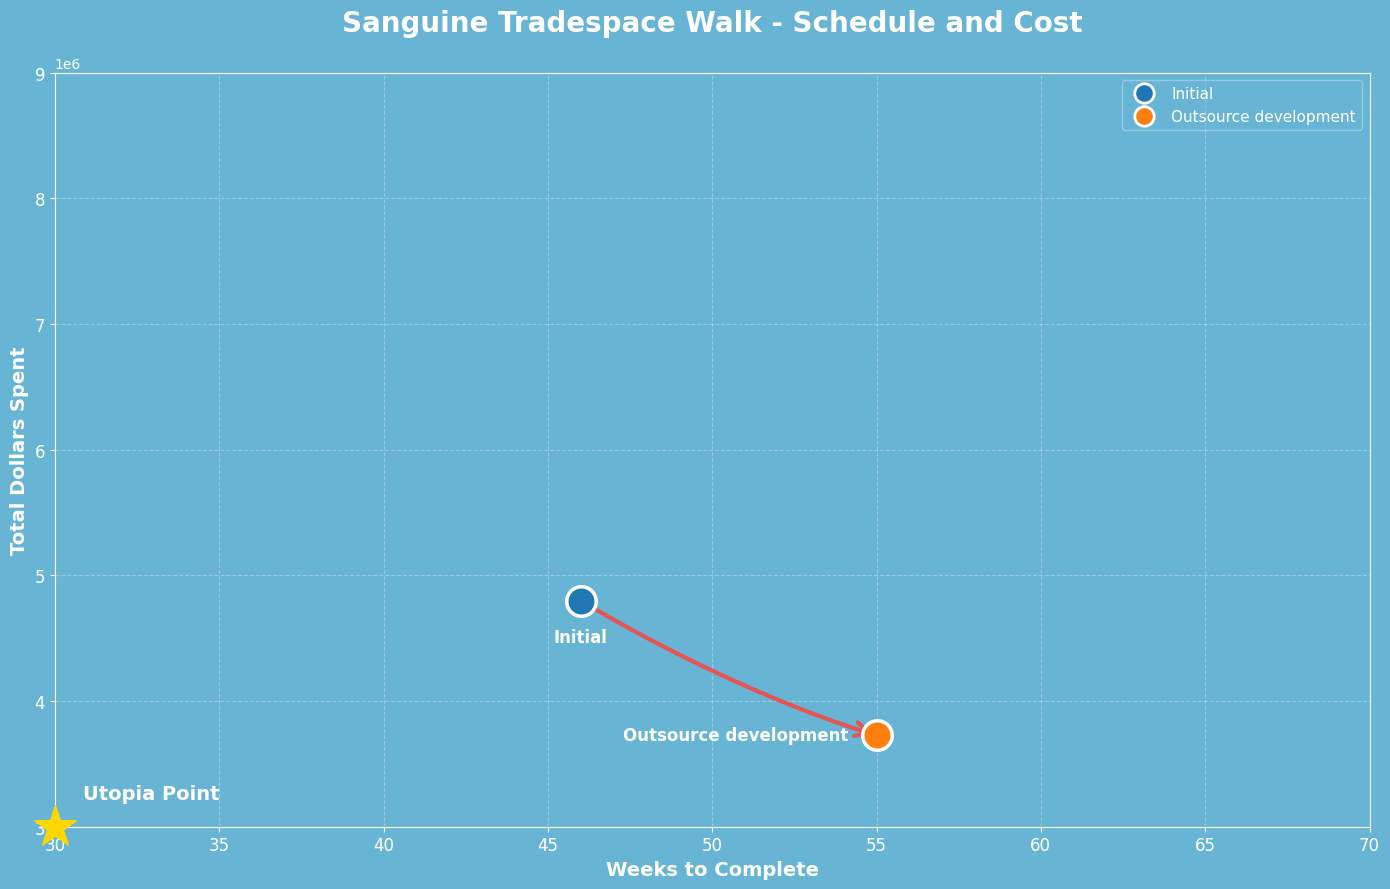 Sanguine Tradespace Walk - Schedule and Cost
1e6
9
8
7
6
5
4
3
Total Dollars Spent
Initial
Outsource development
Initial
Outsource development
Utopia Point
30 35 40 45 50 55 60 65 70
Weeks to Complete